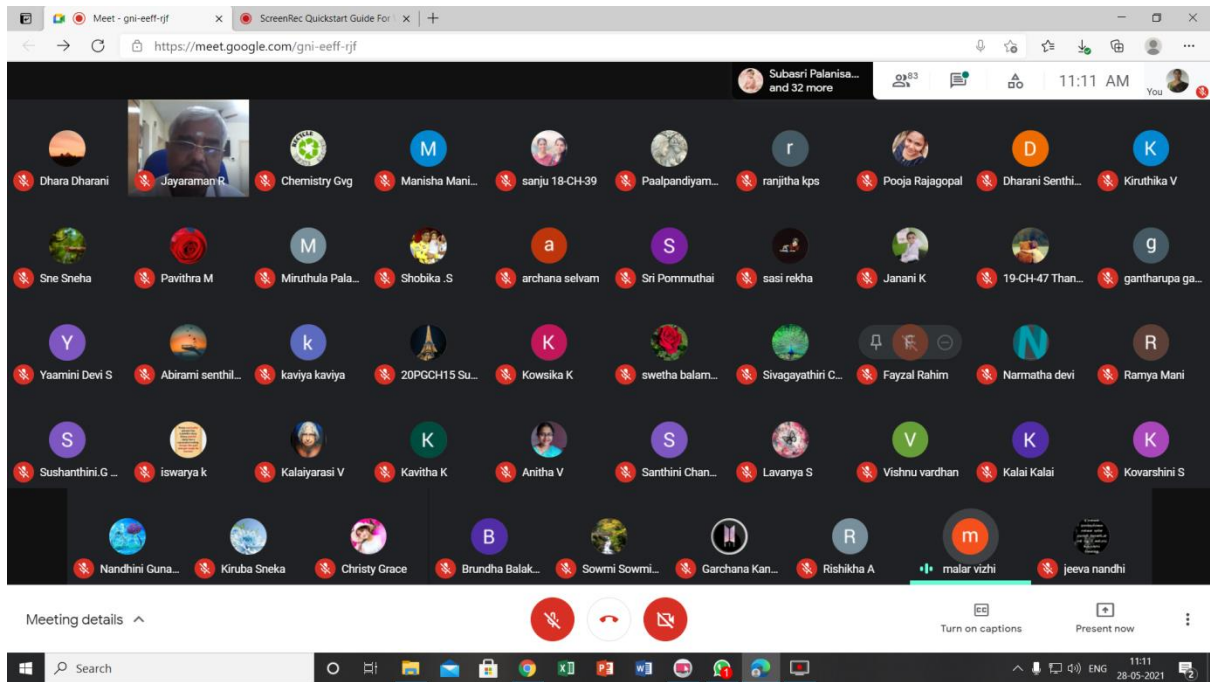 Meet - gni-eeff-rjf
ScreenRec Quickstart Guide For
https://meet.google.com/gni-eeff-rjf
Subasri Palanisa...
and 32 more
83
11:11 AM
You
RECYCLE
M
r
D
K
Dhara Dharani
Jayaraman R
Chemistry Gvg
Manisha Mani...
sanju 18-CH-39
Paalpandiyam...
ranjitha kps
Pooja Rajagopal
Dharani Senthi...
Kiruthika V
M
a
S
g
Sne Sneha
Pavithra M
Miruthula Pala...
Shobika .S
archana selvam
Sri Pommuthai
sasi rekha
Janani K
19-CH-47 Than...
gantharupa ga...
Y
k
K
F
N
R
Yaamini Devi S
Abirami senthil...
kaviya kaviya
20PGCH15 Su...
Kowsika K
swetha balam...
Sivagayathiri C...
Fayzal Rahim
Narmatha devi
Ramya Mani
S
K
S
V
K
K
Sushanthini.G ...
iswarya k
Kalaiyarasi V
Kavitha K
Anitha V
Santhini Chan...
Lavanya S
Vishnu vardhan
Kalai Kalai
Kovarshini S
B
R
m
Nandhini Guna...
Kiruba Sneka
Christy Grace
Brundha Balak...
Sowmi Sowmi...
Garchana Kan...
Rishikha A
malar vizhi
jeeva nandhi
Meeting details
CC
Turn on captions
Present now
Search
ENG
11:11
28-05-2021
2